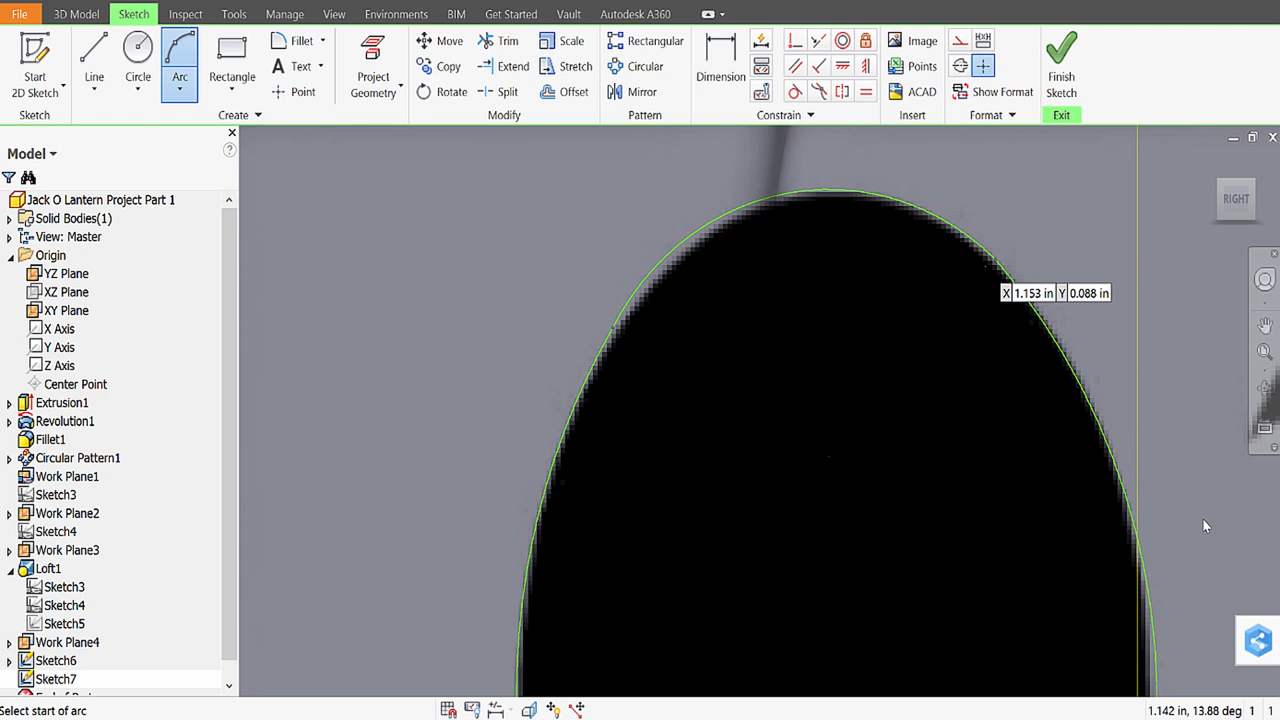 File 3D Model Sketch Inspect Tools Manage View Environments BIM Get Started Vault Autodesk A360
Start
2D Sketch
Line
Circle
Arc
Rectangle
Fillet
Text
Point
Project
Geometry
Move Trim Scale
Copy Extend Stretch
Rotate Split Offset
Rectangular
Circular
Mirror
Dimension
Image
Points
ACAD
Show Format
Finish
Sketch
Sketch Create Modify Pattern Constrain Insert Format Exit
Model
Jack O Lantern Project Part 1
Solid Bodies(1)
View: Master
Origin
YZ Plane
XZ Plane
XY Plane
X Axis
Y Axis
Z Axis
Center Point
Extrusion1
Revolution1
Fillet1
Circular Pattern1
Work Plane1
Sketch3
Work Plane2
Sketch4
Work Plane3
Loft1
Sketch3
Sketch4
Sketch5
Work Plane4
Sketch6
Sketch7
RIGHT
X 1.153 in Y 0.088 in
Select start of arc
1.142 in, 13.88 deg 1 1